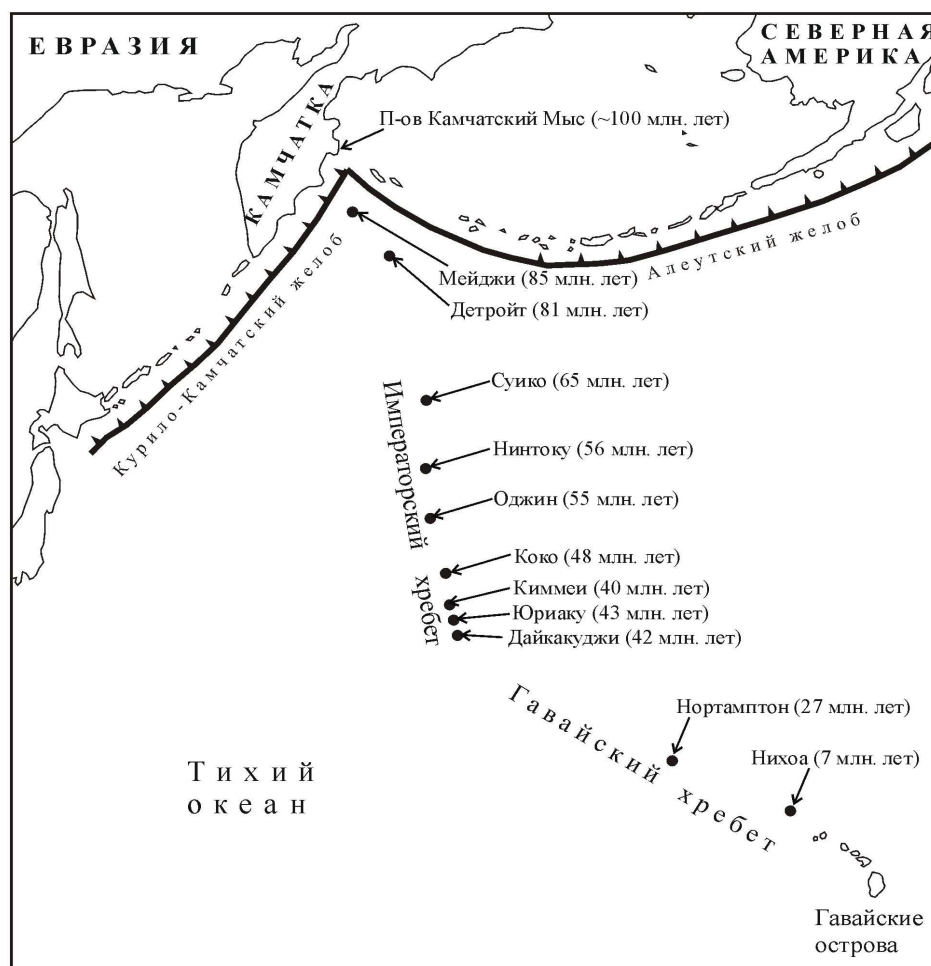 ЕВРАЗИЯ
СЕВЕРНАЯ
АМЕРИКА
КАМЧАТКА
П-ов Камчатский Мыс (~100 млн. лет)
Алеутский желоб
Курило-Камчатский желоб
Мейджи (85 млн. лет)
Детройт (81 млн. лет)
Императорский
хребет
Суико (65 млн. лет)
Нинтоку (56 млн. лет)
Оджин (55 млн. лет)
Коко (48 млн. лет)
Киммеи (40 млн. лет)
Юриаку (43 млн. лет)
Дайкакуджи (42 млн. лет)
Гавайский хребет
Нортамптон (27 млн. лет)
Нихоа (7 млн. лет)
Тихий
океан
Гавайские
острова